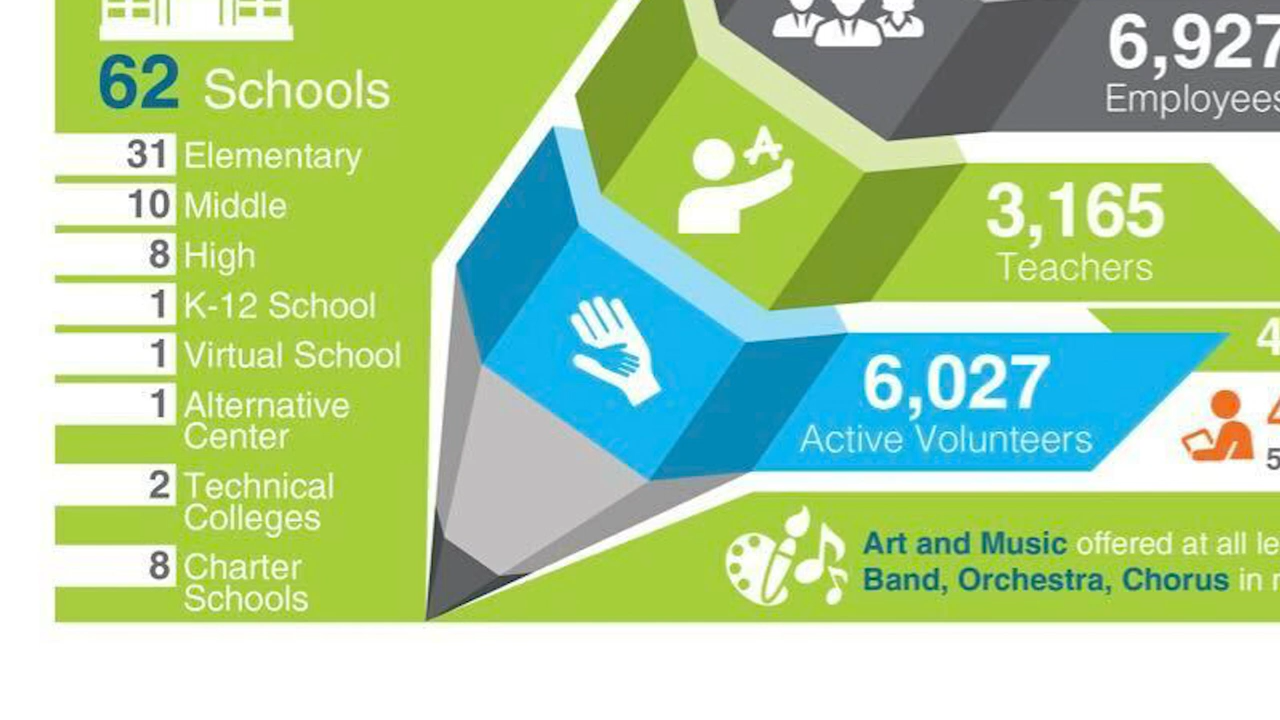 62 Schools
31 Elementary
10 Middle
8 High
1 K-12 School
1 Virtual School
1 Alternative
Center
2 Technical
Colleges
8 Charter
Schools
6,927
Employees
3,165
Teachers
6,027
Active Volunteers
4
5
Art and Music offered at all le
Band, Orchestra, Chorus in